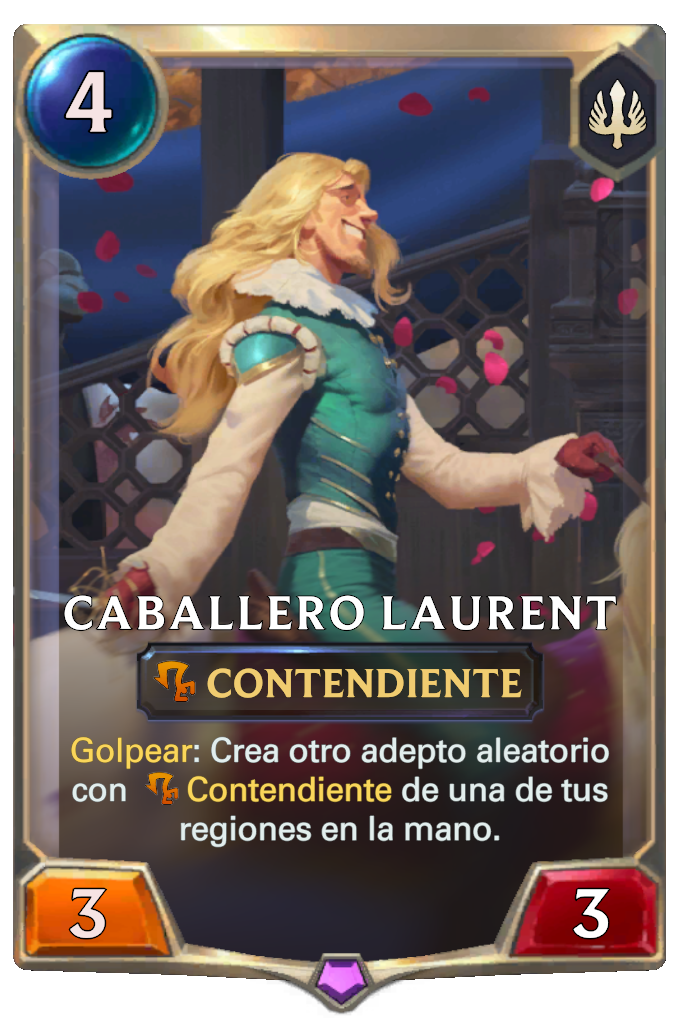 4
CABALLERO LAURENT
CONTENDIENTE
Golpear: Crea otro adepto aleatorio
con Contendiente de una de tus
regiones en la mano.
3 3